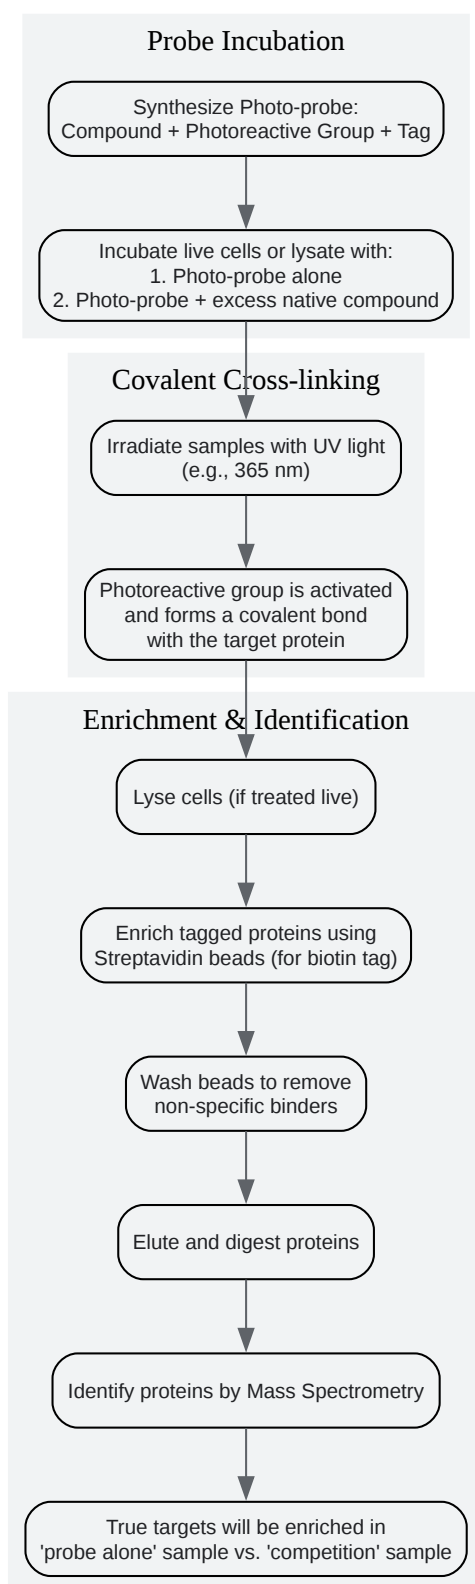 Probe Incubation
Synthesize Photo-probe:
Compound + Photoreactive Group + Tag
Incubate live cells or lysate with:
1. Photo-probe alone
2. Photo-probe + excess native compound
Covalent Cross-linking
Irradiate samples with UV light
(e.g., 365 nm)
Photoreactive group is activated
and forms a covalent bond
with the target protein
Enrichment & Identification
Lyse cells (if treated live)
Enrich tagged proteins using
Streptavidin beads (for biotin tag)
Wash beads to remove
non-specific binders
Elute and digest proteins
Identify proteins by Mass Spectrometry
True targets will be enriched in
'probe alone' sample vs. 'competition' sample